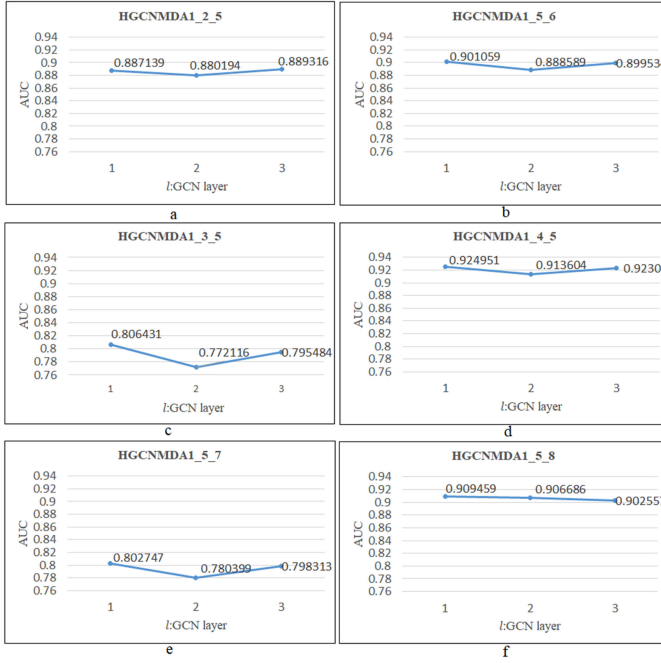 HGCNMDA1_2_5
0.94
0.92
0.9
0.88
0.86
0.84
0.82
0.8
0.78
0.76
AUC
0.887139
0.880194
0.889316
1 2 3
l:GCN layer
a
HGCNMDA1_5_6
0.94
0.92
0.9
0.88
0.86
0.84
0.82
0.8
0.78
0.76
AUC
0.901059
0.888589
0.899534
1 2 3
l:GCN layer
b
HGCNMDA1_3_5
0.94
0.92
0.9
0.88
0.86
0.84
0.82
0.8
0.78
0.76
AUC
0.806431
0.772116
0.795484
1 2 3
l:GCN layer
c
HGCNMDA1_4_5
0.94
0.92
0.9
0.88
0.86
0.84
0.82
0.8
0.78
0.76
AUC
0.924951
0.913604
0.9230
1 2 3
l:GCN layer
d
HGCNMDA1_5_7
0.94
0.92
0.9
0.88
0.86
0.84
0.82
0.8
0.78
0.76
AUC
0.802747
0.780399
0.798313
1 2 3
l:GCN layer
e
HGCNMDA1_5_8
0.94
0.92
0.9
0.88
0.86
0.84
0.82
0.8
0.78
0.76
AUC
0.909459
0.906686
0.902557
1 2 3
l:GCN layer
f